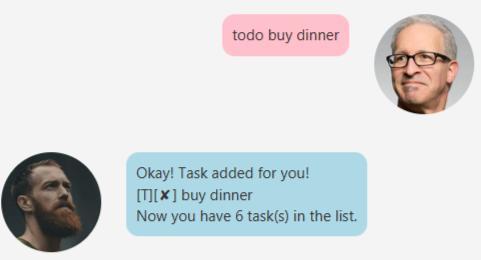 todo buy dinner
Okay! Task added for you!
[T][✘] buy dinner
Now you have 6 task(s) in the list.